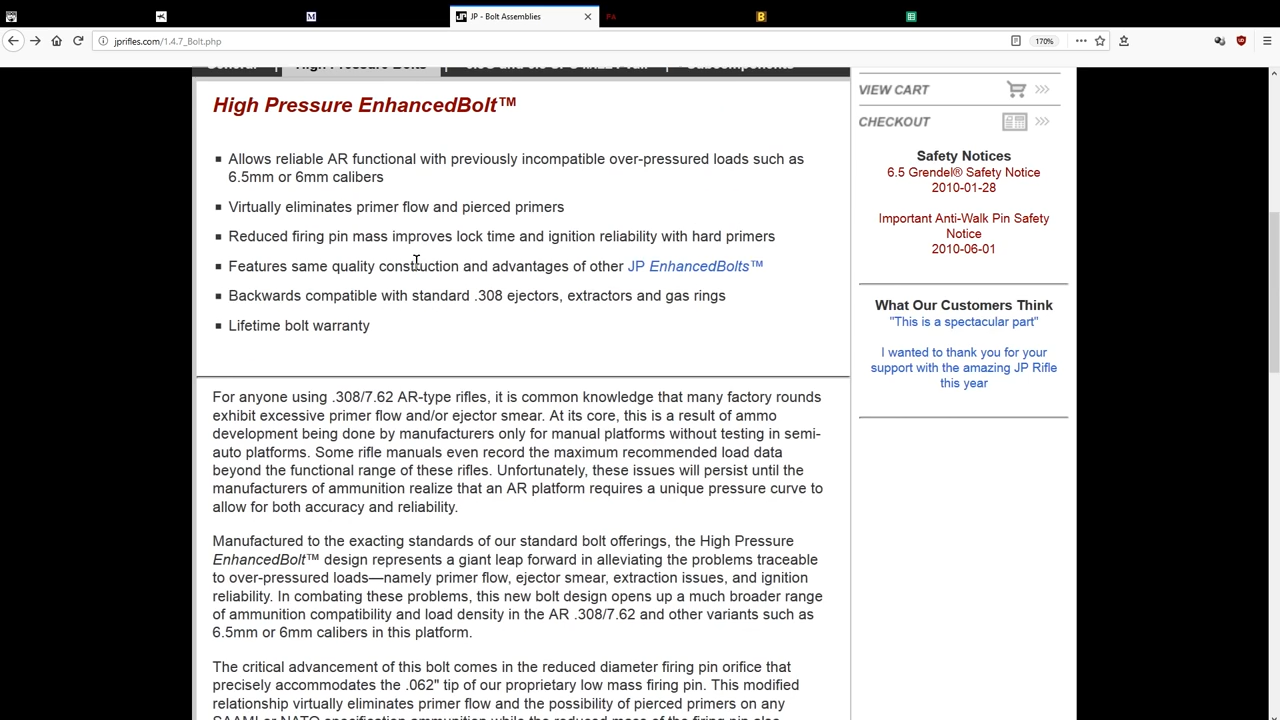 M
JP - Bolt Assemblies
B
jprifles.com/1.4.7_Bolt.php
170%
High Pressure EnhancedBolt™
Allows reliable AR functional with previously incompatible over-pressured loads such as
6.5mm or 6mm calibers
Virtually eliminates primer flow and pierced primers
Reduced firing pin mass improves lock time and ignition reliability with hard primers
Features same quality construction and advantages of other JP EnhancedBolts™
Backwards compatible with standard .308 ejectors, extractors and gas rings
Lifetime bolt warranty
For anyone using .308/7.62 AR-type rifles, it is common knowledge that many factory rounds
exhibit excessive primer flow and/or ejector smear. At its core, this is a result of ammo
development being done by manufacturers only for manual platforms without testing in semi-
auto platforms. Some rifle manuals even record the maximum recommended load data
beyond the functional range of these rifles. Unfortunately, these issues will persist until the
manufacturers of ammunition realize that an AR platform requires a unique pressure curve to
allow for both accuracy and reliability.
Manufactured to the exacting standards of our standard bolt offerings, the High Pressure
EnhancedBolt™ design represents a giant leap forward in alleviating the problems traceable
to over-pressured loads—namely primer flow, ejector smear, extraction issues, and ignition
reliability. In combating these problems, this new bolt design opens up a much broader range
of ammunition compatibility and load density in the AR .308/7.62 and other variants such as
6.5mm or 6mm calibers in this platform.
The critical advancement of this bolt comes in the reduced diameter firing pin orifice that
precisely accommodates the .062" tip of our proprietary low mass firing pin. This modified
relationship virtually eliminates primer flow and the possibility of pierced primers on any
SAAMI or NATO specification ammunition while the reduced mass of the firing pin also
VIEW CART
CHECKOUT
Safety Notices
6.5 Grendel® Safety Notice
2010-01-28
Important Anti-Walk Pin Safety
Notice
2010-06-01
What Our Customers Think
"This is a spectacular part"
I wanted to thank you for your
support with the amazing JP Rifle
this year